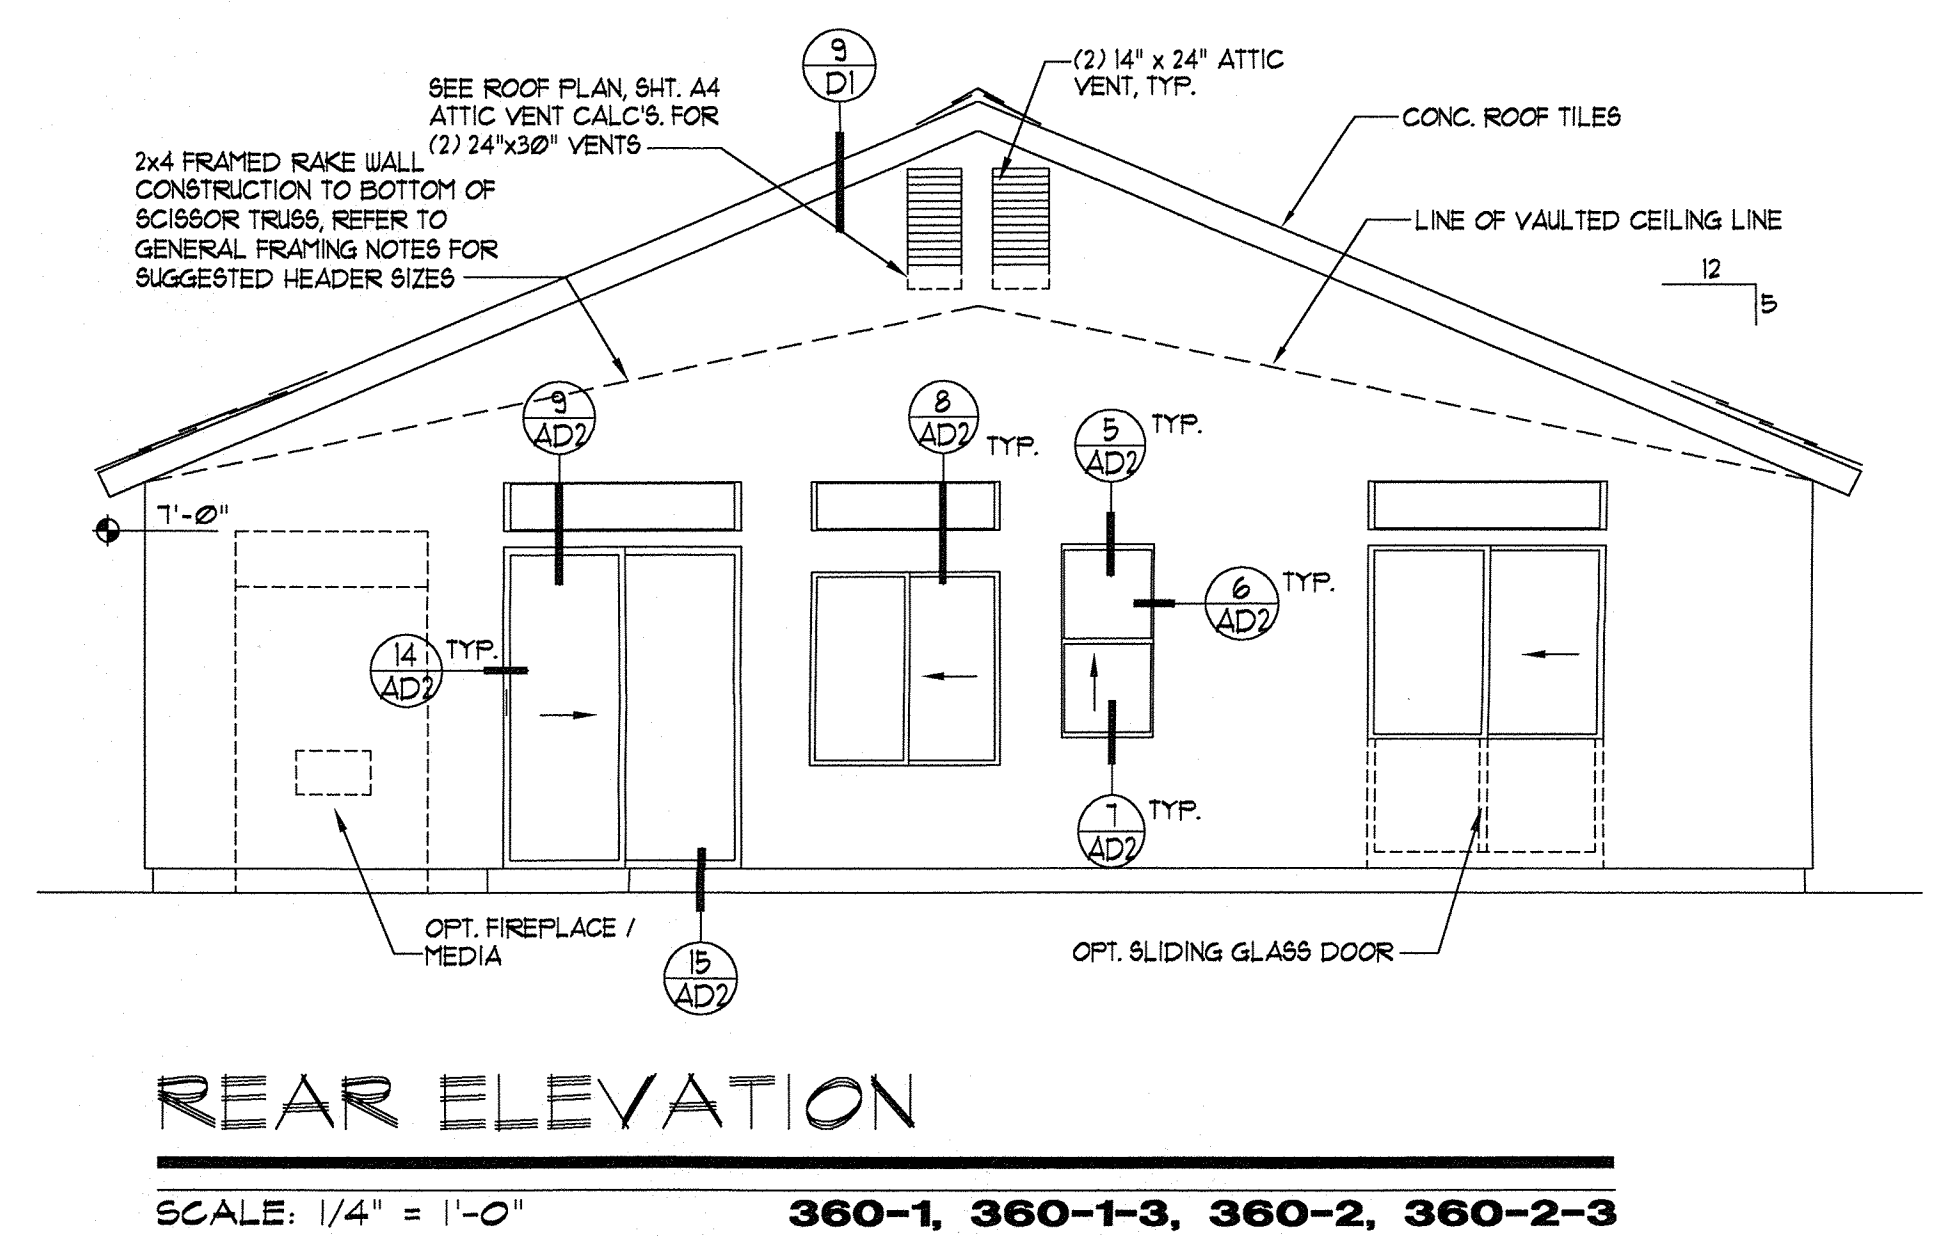 9
D1
(2) 14" x 24" ATTIC
VENT, TYP.
SEE ROOF PLAN, SHT. A4
ATTIC VENT CALC'S. FOR
(2) 24"x30" VENTS
CONC. ROOF TILES
2x4 FRAMED RAKE WALL
CONSTRUCTION TO BOTTOM OF
SCISSOR TRUSS, REFER TO
GENERAL FRAMING NOTES FOR
SUGGESTED HEADER SIZES
LINE OF VAULTED CEILING LINE
12
5
9
AD2
8
AD2
TYP.
5
AD2
TYP.
7'-0"
6
AD2
TYP.
14
AD2
TYP.
7
AD2
TYP.
OPT. FIREPLACE /
MEDIA
15
AD2
OPT. SLIDING GLASS DOOR
REAR ELEVATION
SCALE: 1/4" = 1'-0"
360-1, 360-1-3, 360-2, 360-2-3